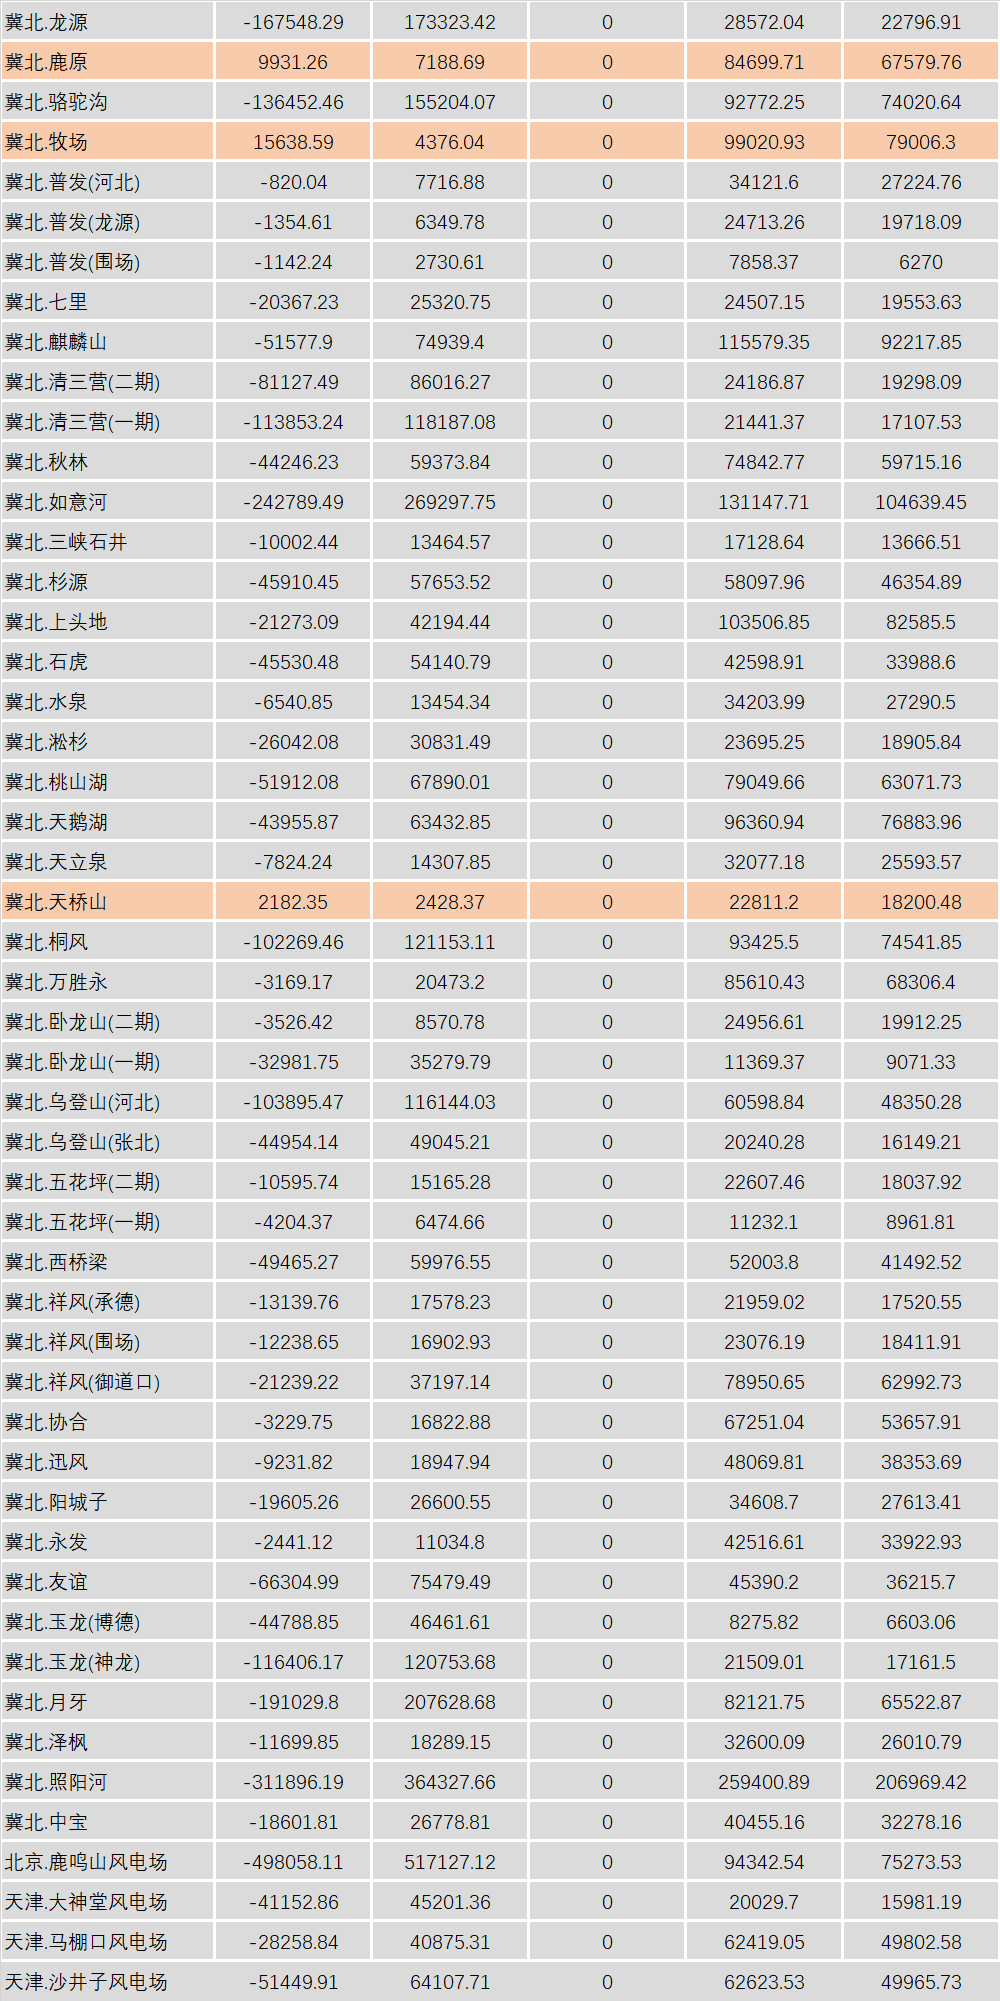 冀北.龙源 -167548.29 173323.42 0 28572.04 22796.91
冀北.鹿原 9931.26 7188.69 0 84699.71 67579.76
冀北.骆驼沟 -136452.46 155204.07 0 92772.25 74020.64
冀北.牧场 15638.59 4376.04 0 99020.93 79006.3
冀北.普发(河北) -820.04 7716.88 0 34121.6 27224.76
冀北.普发(龙源) -1354.61 6349.78 0 24713.26 19718.09
冀北.普发(围场) -1142.24 2730.61 0 7858.37 6270
冀北.七里 -20367.23 25320.75 0 24507.15 19553.63
冀北.麒麟山 -51577.9 74939.4 0 115579.35 92217.85
冀北.清三营(二期) -81127.49 86016.27 0 24186.87 19298.09
冀北.清三营(一期) -113853.24 118187.08 0 21441.37 17107.53
冀北.秋林 -44246.23 59373.84 0 74842.77 59715.16
冀北.如意河 -242789.49 269297.75 0 131147.71 104639.45
冀北.三峡石井 -10002.44 13464.57 0 17128.64 13666.51
冀北.杉源 -45910.45 57653.52 0 58097.96 46354.89
冀北.上头地 -21273.09 42194.44 0 103506.85 82585.5
冀北.石虎 -45530.48 54140.79 0 42598.91 33988.6
冀北.水泉 -6540.85 13454.34 0 34203.99 27290.5
冀北.淞杉 -26042.08 30831.49 0 23695.25 18905.84
冀北.桃山湖 -51912.08 67890.01 0 79049.66 63071.73
冀北.天鹅湖 -43955.87 63432.85 0 96360.94 76883.96
冀北.天立泉 -7824.24 14307.85 0 32077.18 25593.57
冀北.天桥山 2182.35 2428.37 0 22811.2 18200.48
冀北.桐风 -102269.46 121153.11 0 93425.5 74541.85
冀北.万胜永 -3169.17 20473.2 0 85610.43 68306.4
冀北.卧龙山(二期) -3526.42 8570.78 0 24956.61 19912.25
冀北.卧龙山(一期) -32981.75 35279.79 0 11369.37 9071.33
冀北.乌登山(河北) -103895.47 116144.03 0 60598.84 48350.28
冀北.乌登山(张北) -44954.14 49045.21 0 20240.28 16149.21
冀北.五花坪(二期) -10595.74 15165.28 0 22607.46 18037.92
冀北.五花坪(一期) -4204.37 6474.66 0 11232.1 8961.81
冀北.西桥梁 -49465.27 59976.55 0 52003.8 41492.52
冀北.祥风(承德) -13139.76 17578.23 0 21959.02 17520.55
冀北.祥风(围场) -12238.65 16902.93 0 23076.19 18411.91
冀北.祥风(御道口) -21239.22 37197.14 0 78950.65 62992.73
冀北.协合 -3229.75 16822.88 0 67251.04 53657.91
冀北.迅风 -9231.82 18947.94 0 48069.81 38353.69
冀北.阳城子 -19605.26 26600.55 0 34608.7 27613.41
冀北.永发 -2441.12 11034.8 0 42516.61 33922.93
冀北.友谊 -66304.99 75479.49 0 45390.2 36215.7
冀北.玉龙(博德) -44788.85 46461.61 0 8275.82 6603.06
冀北.玉龙(神龙) -116406.17 120753.68 0 21509.01 17161.5
冀北.月牙 -191029.8 207628.68 0 82121.75 65522.87
冀北.泽枫 -11699.85 18289.15 0 32600.09 26010.79
冀北.照阳河 -311896.19 364327.66 0 259400.89 206969.42
冀北.中宝 -18601.81 26778.81 0 40455.16 32278.16
北京.鹿鸣山风电场 -498058.11 517127.12 0 94342.54 75273.53
天津.大神堂风电场 -41152.86 45201.36 0 20029.7 15981.19
天津.马棚口风电场 -28258.84 40875.31 0 62419.05 49802.58
天津.沙井子风电场 -51449.91 64107.71 0 62623.53 49965.73